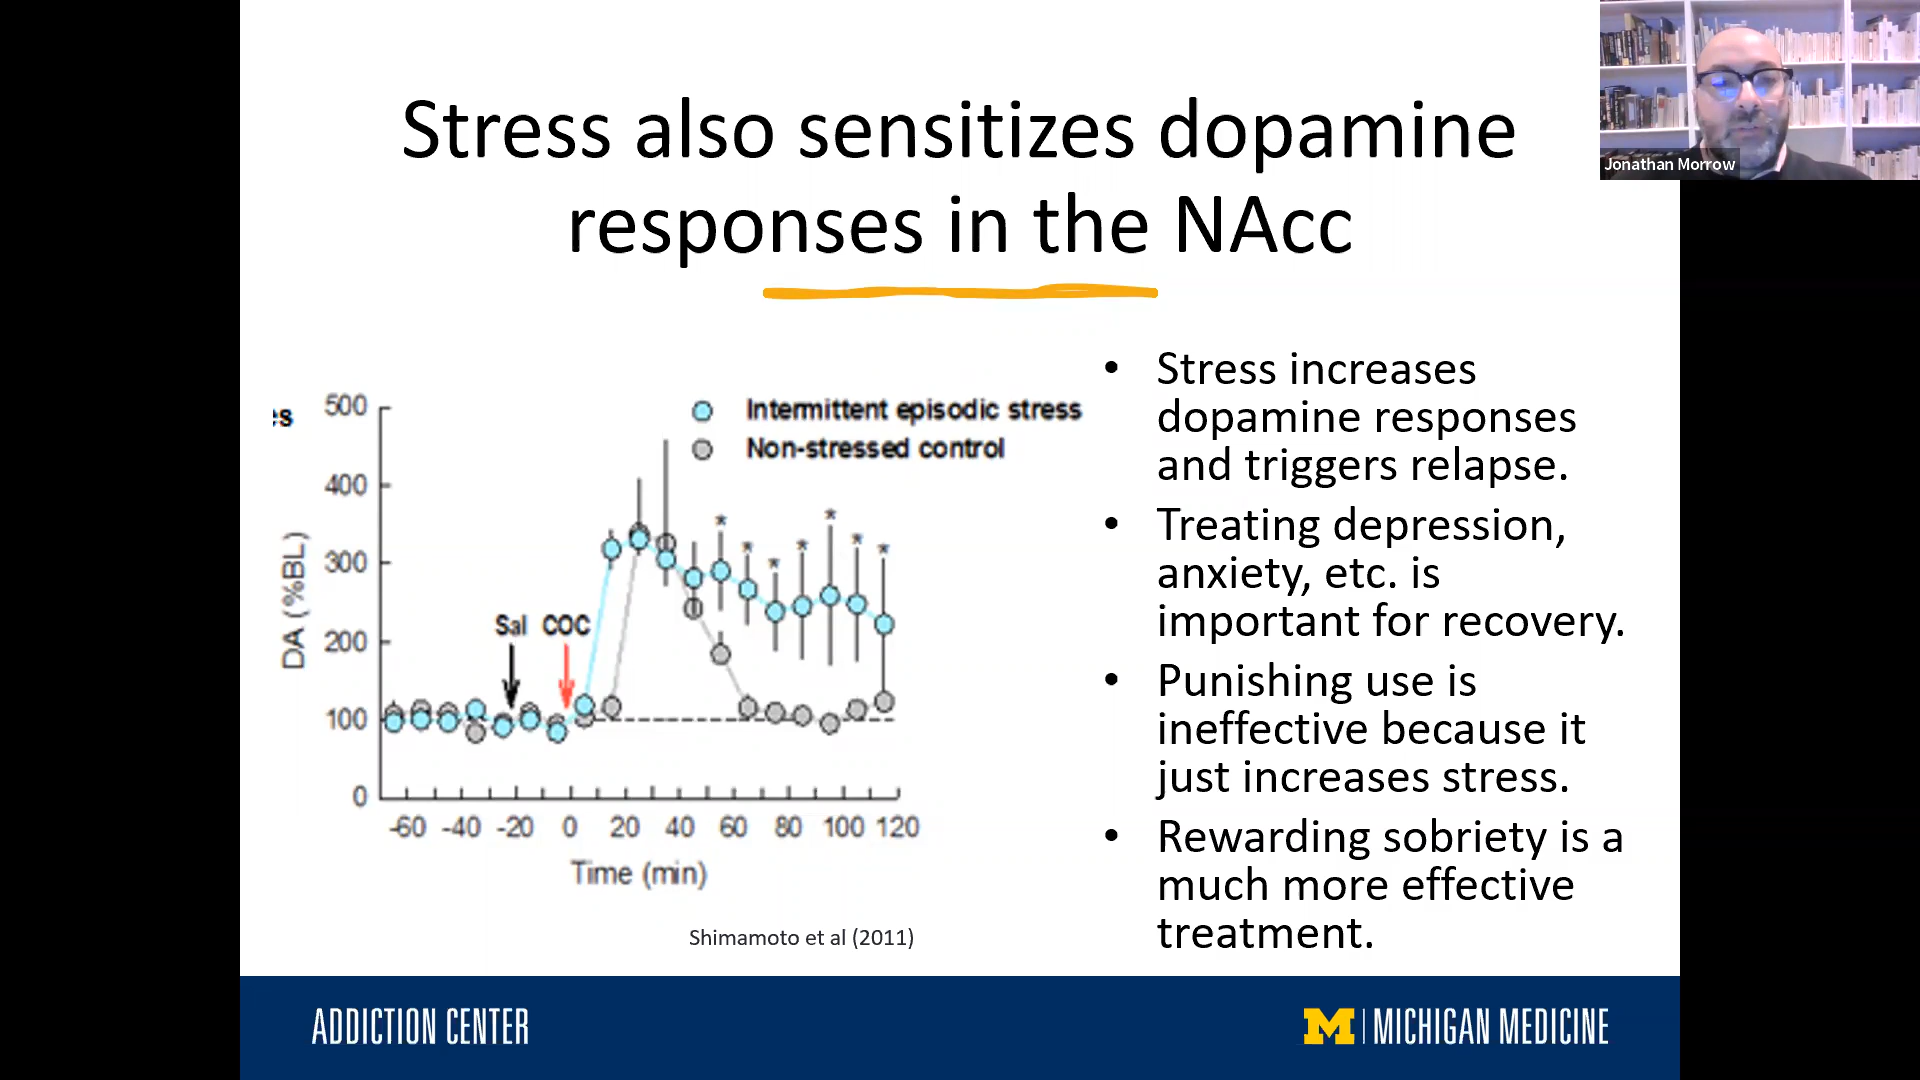 Stress also sensitizes dopamine
responses in the NAcc
Jonathan Morrow
500
400
300
200
100
0
DA (%BL)
Intermittent episodic stress
Non-stressed control
Sal COC
* * * * * * *
-60 -40 -20 0 20 40 60 80 100 120
Time (min)
Shimamoto et al (2011)
• Stress increases
dopamine responses
and triggers relapse.
• Treating depression,
anxiety, etc. is
important for recovery.
• Punishing use is
ineffective because it
just increases stress.
• Rewarding sobriety is a
much more effective
treatment.
ADDICTION CENTER
M | MICHIGAN MEDICINE